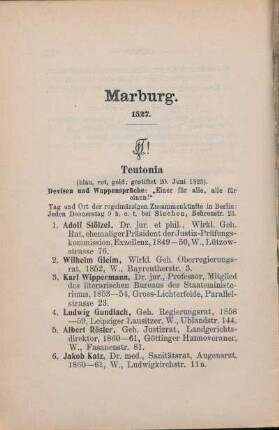 Marburg.
1527.
Teutonia
(blau, rot, gold; gestiftet 20. Juni 1825).
Devisen und Wappensprüche: „Einer für alle, alle für
einen!“
Tag und Ort der regelmässigen Zusammenkünfte in Berlin:
Jeden Donnerstag 9 h. c. t. bei Siechen, Behrenstr. 23.
1. Adolf Stölzel, Dr. jur. et phil., Wirkl. Geh.
Rat, ehemaliger Präsident der Justiz-Prüfungs-
kommission, Exzellenz, 1849—50, W., Lützow-
strasse 76.
2. Wilhelm Gleim, Wirkl. Geh. Oberregierungs-
rat, 1852, W., Bayreutherstr. 3.
3. Karl Wippermann, Dr. jur., Professor, Mitglied
des literarischen Bureaus des Staateministe-
riums, 1853—54, Gross-Lichterfelde, Parallel-
strasse 23.
4. Ludwig Gundlach, Geh. Regierungsrat, 1858
—59, Leipziger Lausitzer, W., Uhlandstr. 144.
5. Albert Rösler, Geh. Justizrat, Landgerichts-
direktor, 1860—61, Göttinger Hannoveraner,
W., Fasanenstr. 81.
6. Jakob Katz, Dr. med., Sanitätsrat, Augenarzt,
1860—61, W., Ludwigkirchstr. 11a.